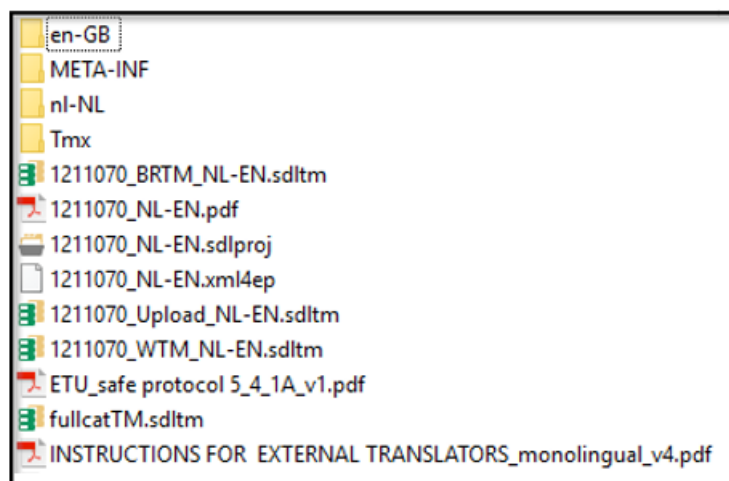 en-GB
META-INF
nl-NL
Tmx
1211070_BRTM_NL-EN.sdltm
1211070_NL-EN.pdf
1211070_NL-EN.sdlproj
1211070_NL-EN.xml4ep
1211070_Upload_NL-EN.sdltm
1211070_WTM_NL-EN.sdltm
ETU_safe protocol 5_4_1A_v1.pdf
fullcatTM.sdltm
INSTRUCTIONS FOR  EXTERNAL TRANSLATORS_monolingual_v4.pdf